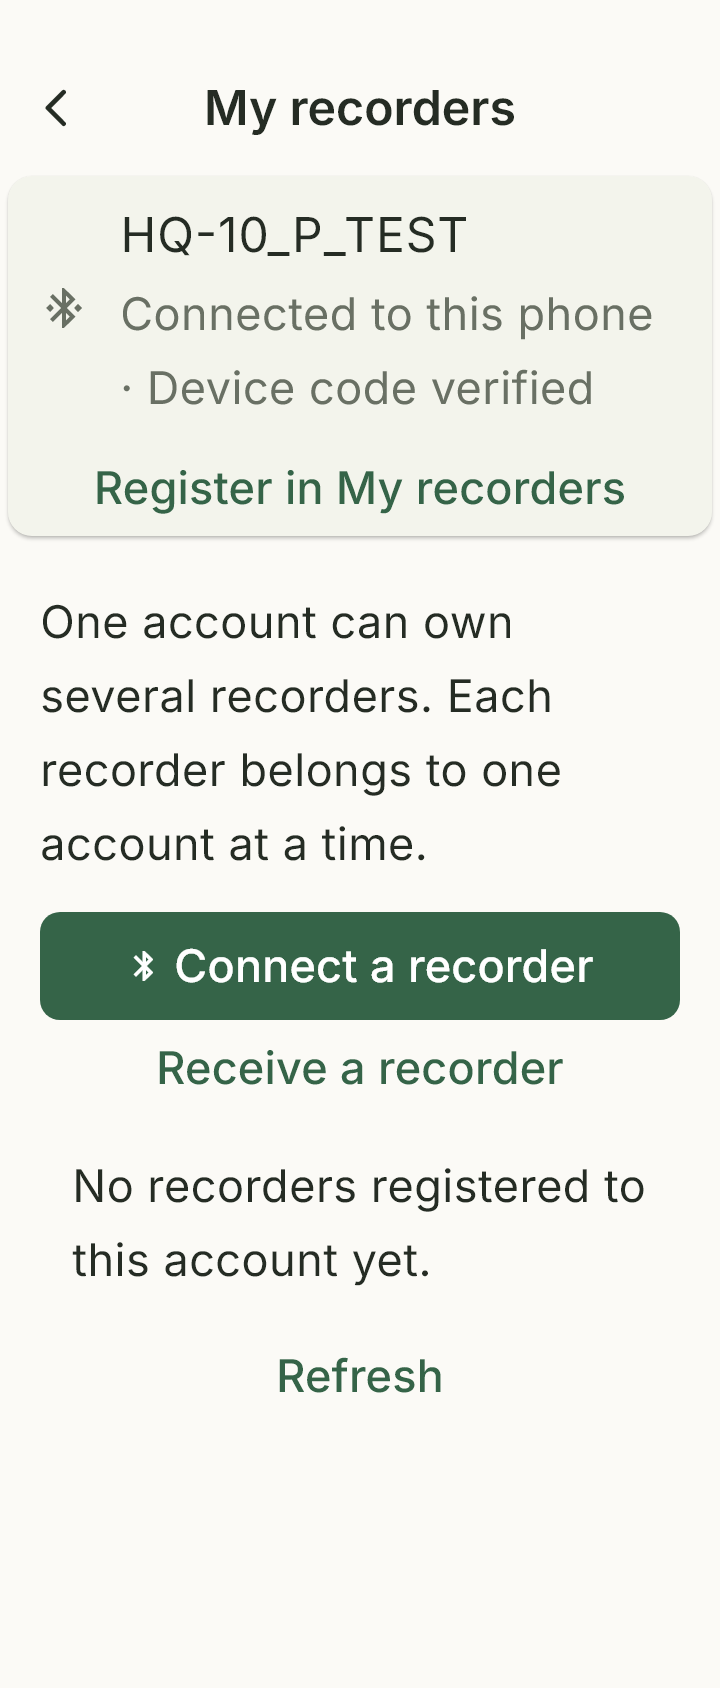 My recorders
HQ-10_P_TEST
Connected to this phone
· Device code verified
Register in My recorders
One account can own
several recorders. Each
recorder belongs to one
account at a time.
Connect a recorder
Receive a recorder
No recorders registered to
this account yet.
Refresh